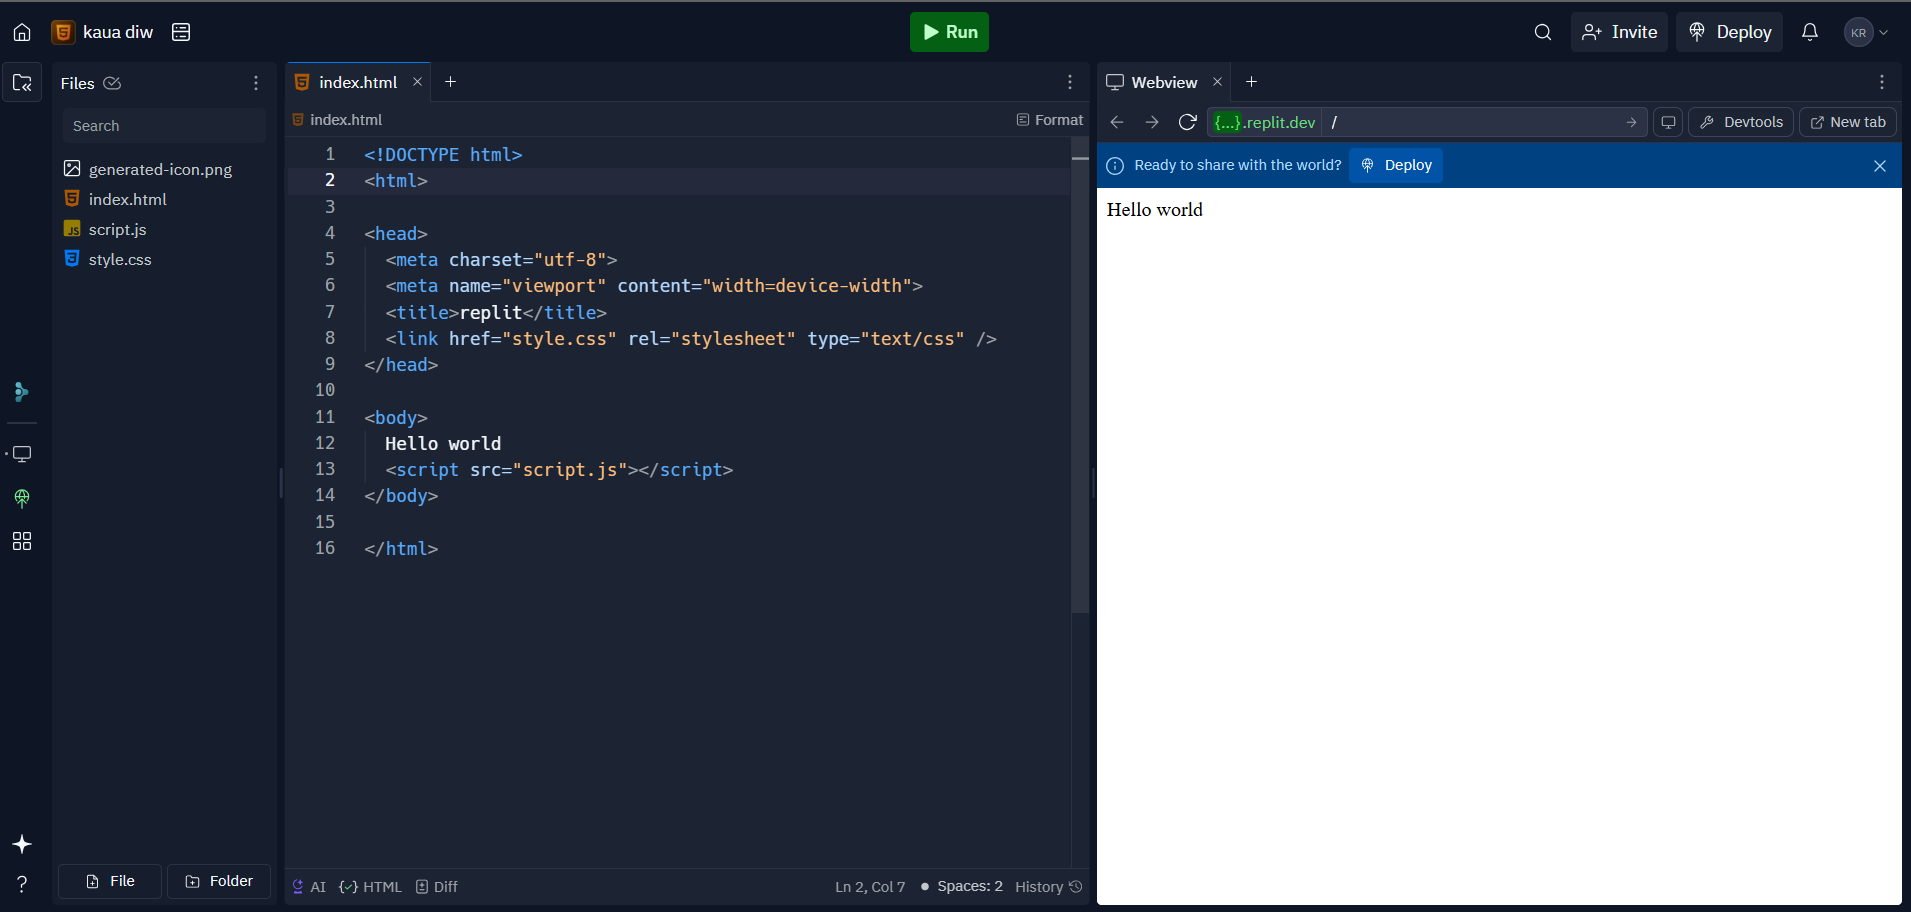 kaua diw
Run
Invite
Deploy
KR
Files
Search
generated-icon.png
index.html
script.js
style.css
File
Folder
index.html
index.html
Format
1 <!DOCTYPE html>
2 <html>
3
4 <head>
5 <meta charset="utf-8">
6 <meta name="viewport" content="width=device-width">
7 <title>replit</title>
8 <link href="style.css" rel="stylesheet" type="text/css" />
9 </head>
10
11 <body>
12 Hello world
13 <script src="script.js"></script>
14 </body>
15
16 </html>
AI {✓} HTML Diff
Ln 2, Col 7 ● Spaces: 2 History
Webview
{...}.replit.dev /
Devtools
New tab
Ready to share with the world? Deploy
Hello world